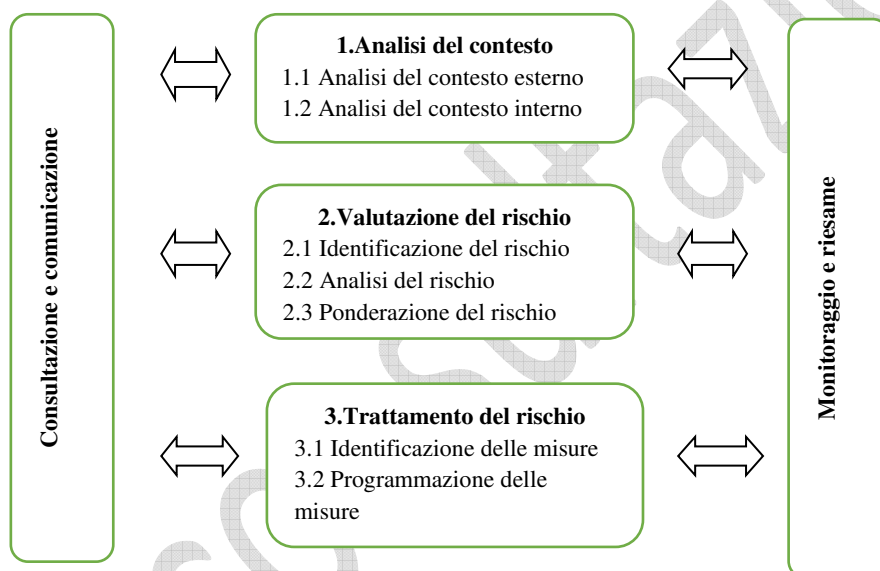 Consultazione e comunicazione
1.Analisi del contesto
1.1 Analisi del contesto esterno
1.2 Analisi del contesto interno
2.Valutazione del rischio
2.1 Identificazione del rischio
2.2 Analisi del rischio
2.3 Ponderazione del rischio
3.Trattamento del rischio
3.1 Identificazione delle misure
3.2 Programmazione delle
misure
Monitoraggio e riesame